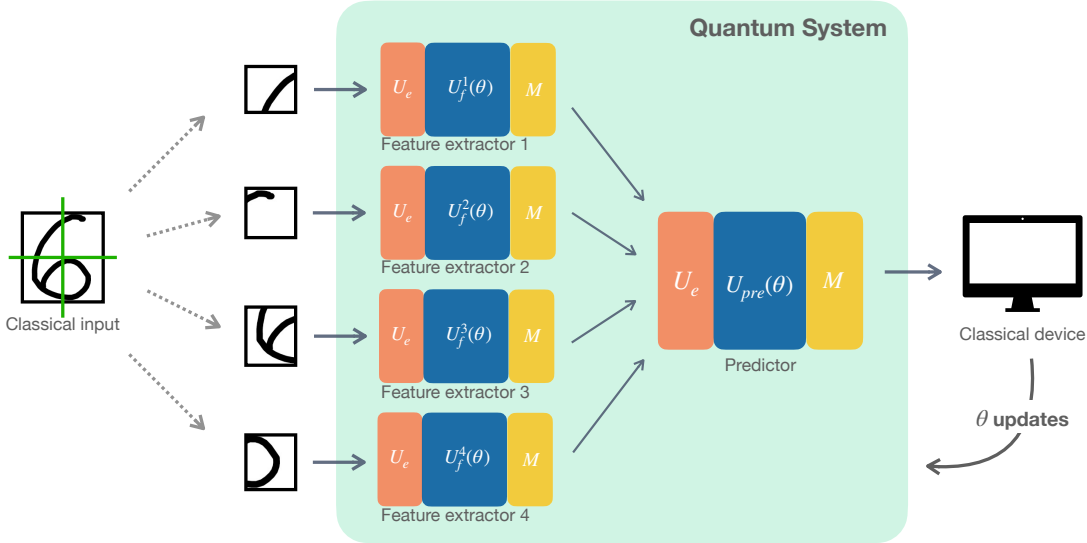 Quantum System
U_e U_f^1(θ) M
Feature extractor 1
U_e U_f^2(θ) M
Feature extractor 2
Classical input
U_e U_pre(θ) M
Predictor
Classical device
U_e U_f^3(θ) M
Feature extractor 3
θ updates
U_e U_f^4(θ) M
Feature extractor 4